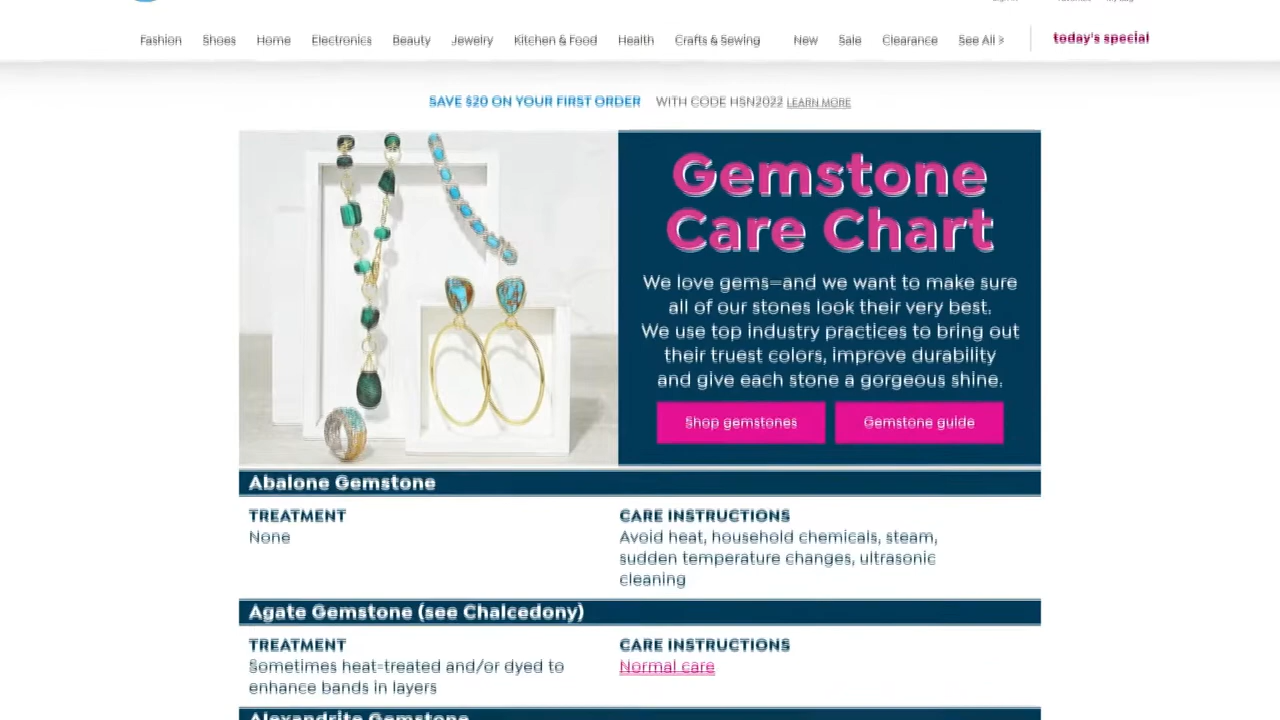 Fashion Shoes Home Electronics Beauty Jewelry Kitchen & Food Health Crafts & Sewing New Sale Clearance See All > today's special
SAVE $20 ON YOUR FIRST ORDER WITH CODE HSN2022 LEARN MORE
Gemstone
Care Chart
We love gems—and we want to make sure
all of our stones look their very best.
We use top industry practices to bring out
their truest colors, improve durability
and give each stone a gorgeous shine.
Shop gemstones Gemstone guide
Abalone Gemstone
TREATMENT CARE INSTRUCTIONS
None Avoid heat, household chemicals, steam,
sudden temperature changes, ultrasonic
cleaning
Agate Gemstone (see Chalcedony)
TREATMENT CARE INSTRUCTIONS
Sometimes heat-treated and/or dyed to Normal care
enhance bands in layers
Alexandrite Gemstone